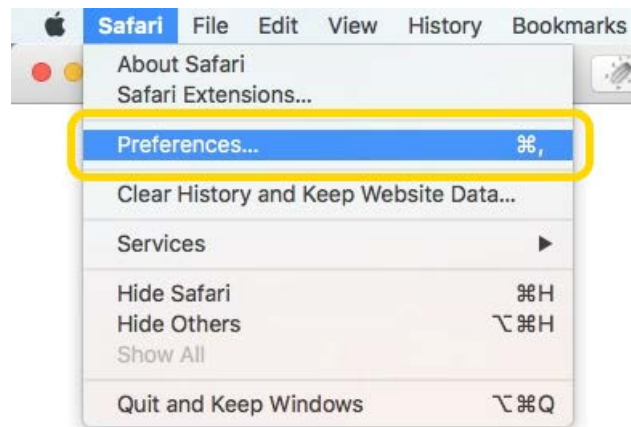 Safari File Edit View History Bookmarks
About Safari
Safari Extensions...
Preferences... ⌘,
Clear History and Keep Website Data...
Services ▶
Hide Safari ⌘H
Hide Others ⌥⌘H
Show All
Quit and Keep Windows ⌥⌘Q